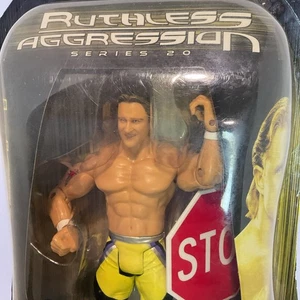 RUTHLESS
AGGRESSION
SERIES 20
STO